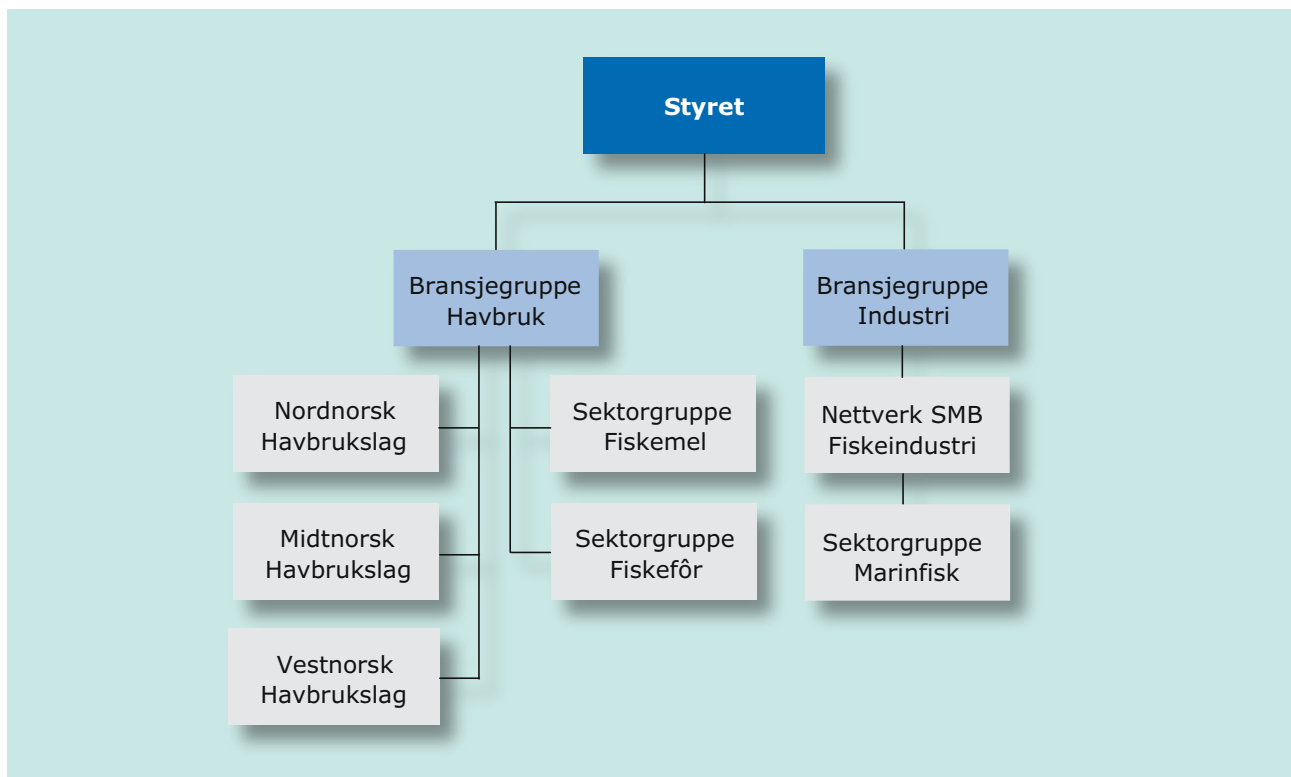 Styret
Bransjegruppe
Havbruk
Bransjegruppe
Industri
Nordnorsk
Havbrukslag
Sektorgruppe
Fiskemel
Nettverk SMB
Fiskeindustri
Midtnorsk
Havbrukslag
Sektorgruppe
Fiskefôr
Sektorgruppe
Marinfisk
Vestnorsk
Havbrukslag